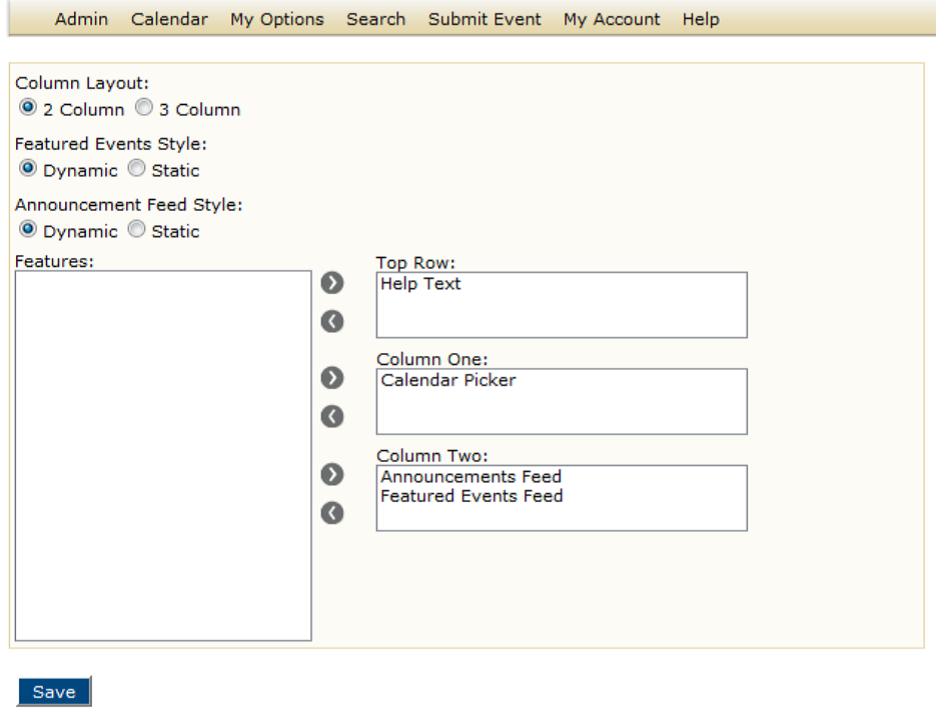 Admin Calendar My Options Search Submit Event My Account Help
Column Layout:
2 Column 3 Column
Featured Events Style:
Dynamic Static
Announcement Feed Style:
Dynamic Static
Features:
Top Row:
Help Text
Column One:
Calendar Picker
Column Two:
Announcements Feed
Featured Events Feed
Save